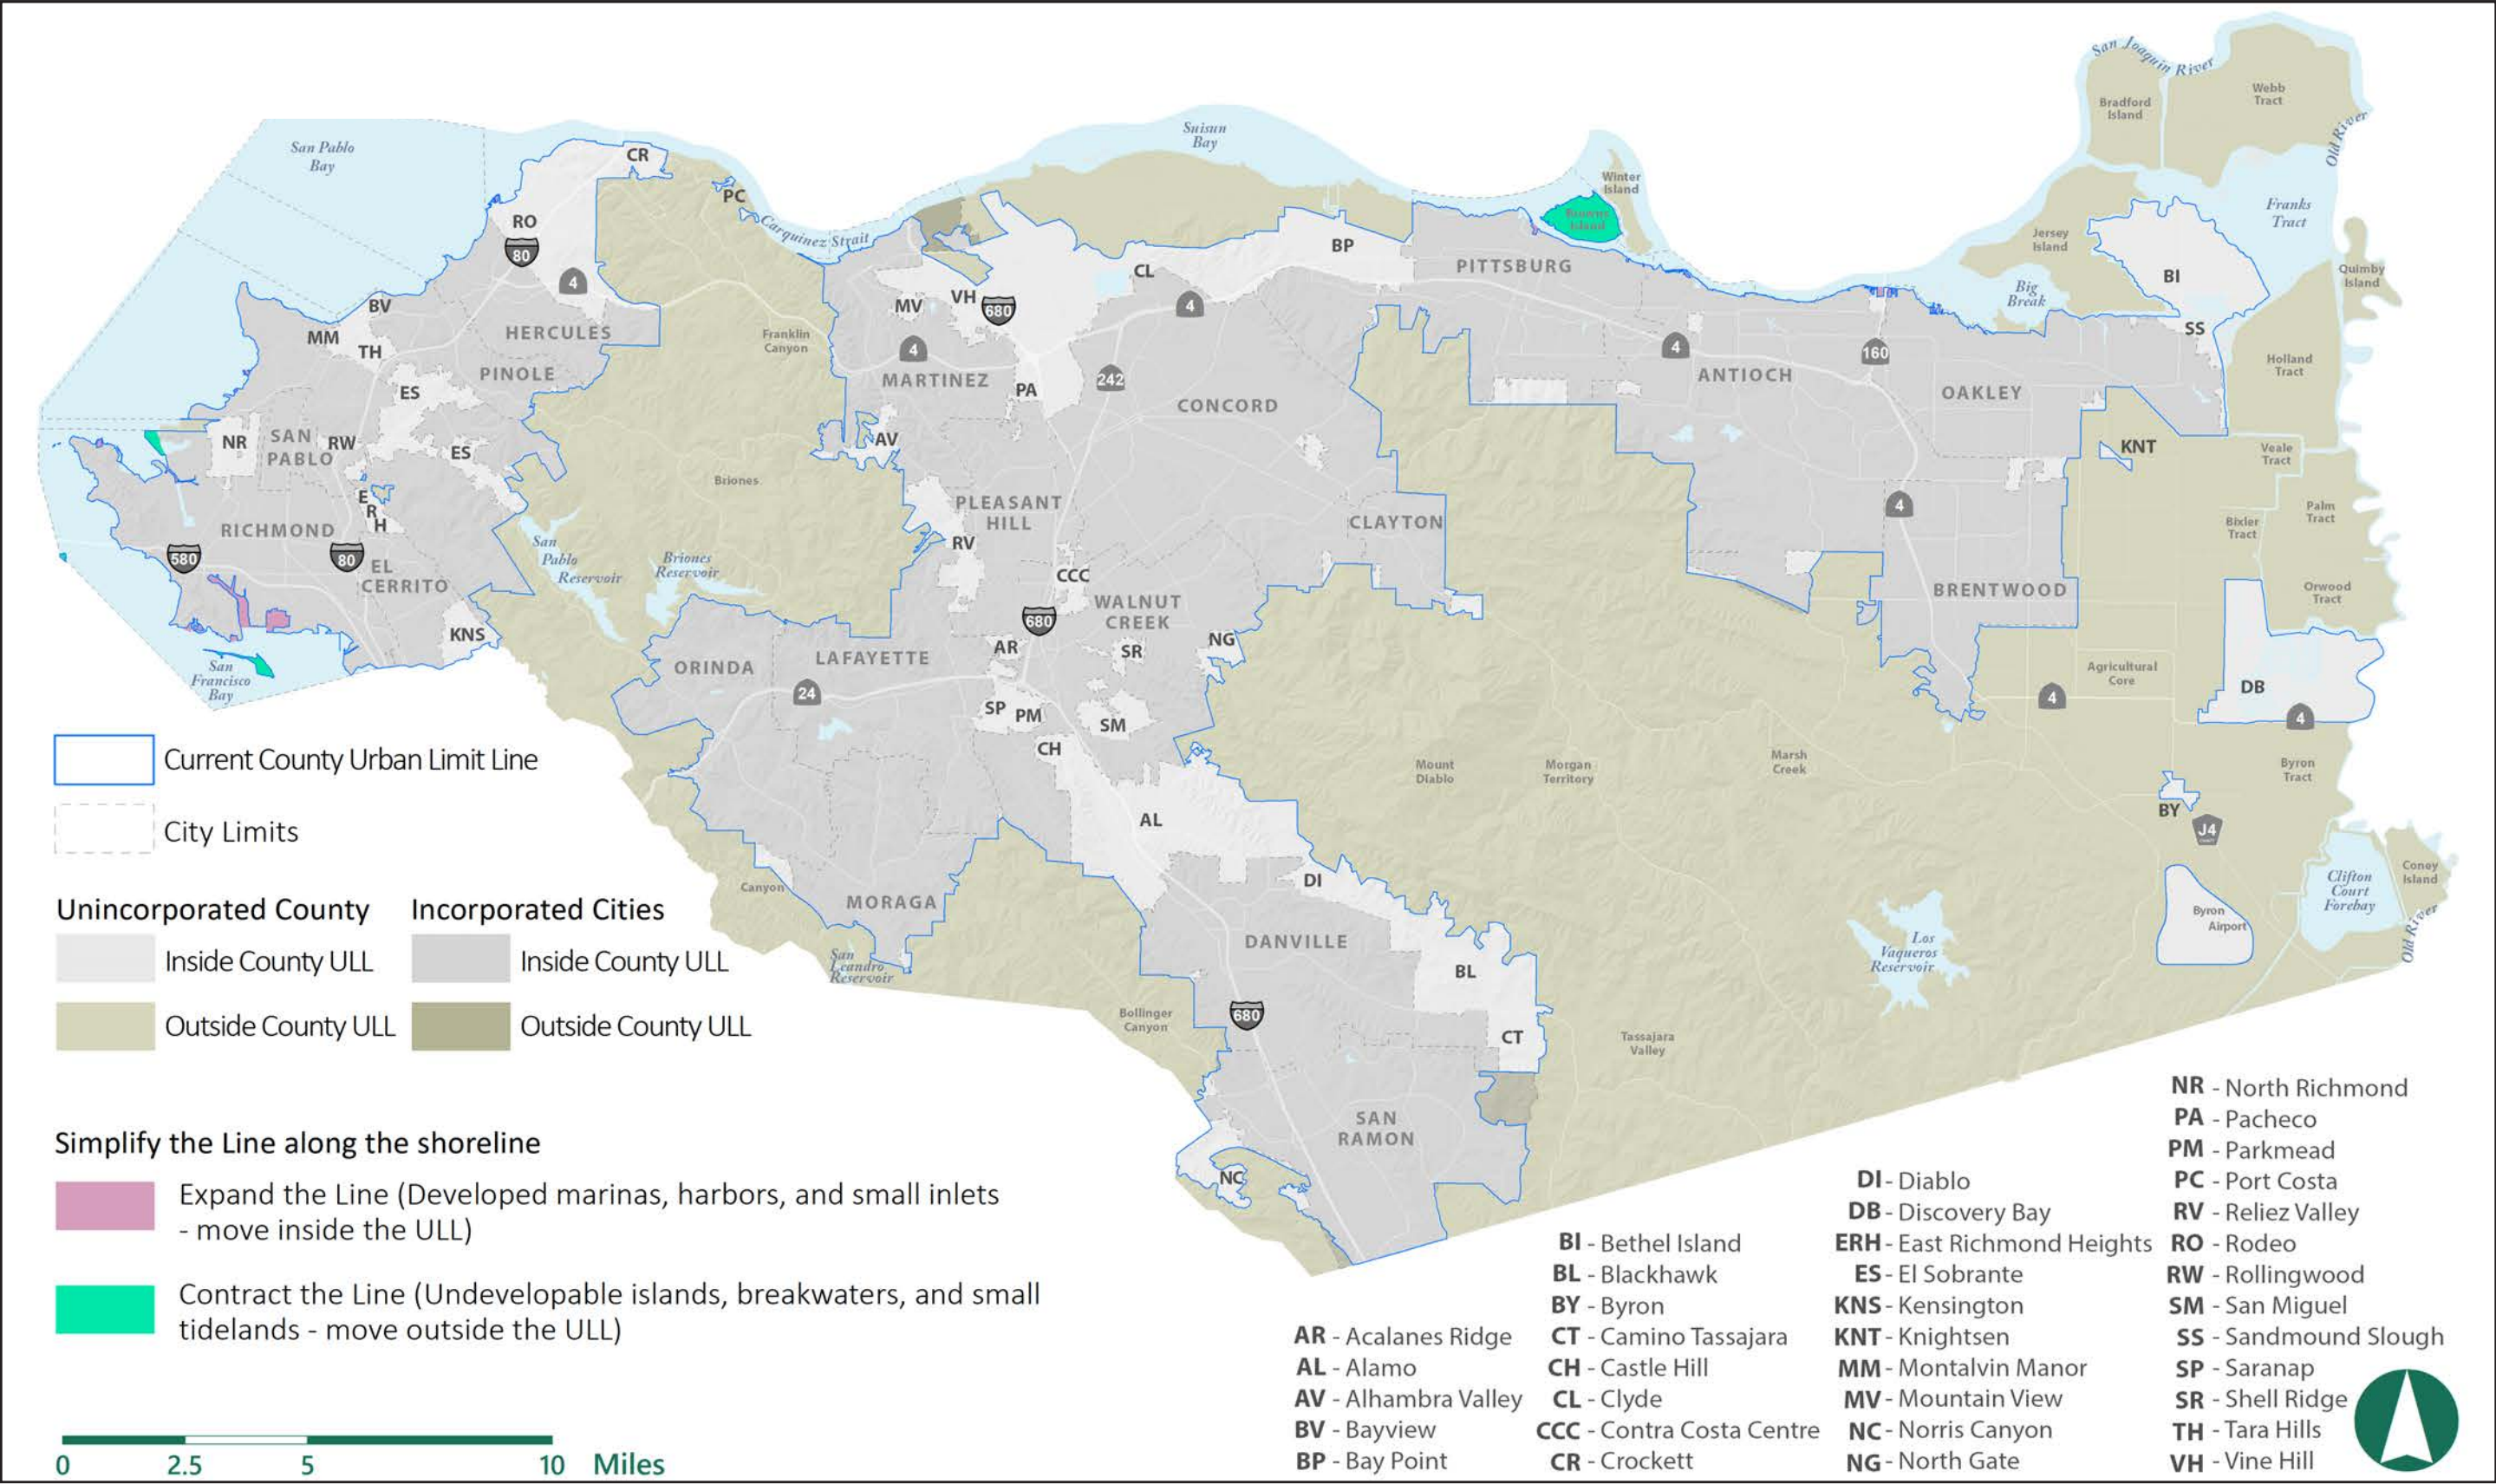 San Joaquin River
Webb
Tract
Bradford
Island
Old River
Suisun
Bay
San Pablo
Bay
CR
PC
Carquinez Strait
Winter
Island
Browns
Island
Franks
Tract
RO
80
Jersey
Island
BP
PITTSBURG
CL
BI
Quimby
Island
4
Big
Break
BV
MV
VH
680
4
SS
MM
TH
HERCULES
Franklin
Canyon
4
4
160
Holland
Tract
PINOLE
MARTINEZ
PA
242
ANTIOCH
OAKLEY
ES
CONCORD
NR
SAN
PABLO
RW
ES
AV
KNT
Veale
Tract
Briones
E
R
H
PLEASANT
HILL
4
RICHMOND
CLAYTON
Bixler
Tract
Palm
Tract
San
Pablo
Reservoir
Briones
Reservoir
RV
580
80
EL
CERRITO
CCC
WALNUT
CREEK
BRENTWOOD
Orwood
Tract
680
KNS
AR
SR
NG
ORINDA
LAFAYETTE
San
Francisco
Bay
24
Agricultural
Core
4
DB
4
SP
PM
SM
CH
Current County Urban Limit Line
Mount
Diablo
Morgan
Territory
Marsh
Creek
Byron
Tract
City Limits
AL
BY
J4
Canyon
MORAGA
DI
Clifton
Court
Forebay
Coney
Island
Old River
Unincorporated County
Incorporated Cities
Byron
Airport
DANVILLE
Inside County ULL
Inside County ULL
San
Leandro
Reservoir
BL
Los
Vaqueros
Reservoir
Outside County ULL
Outside County ULL
Bollinger
Canyon
680
CT
Tassajara
Valley
SAN
RAMON
NC
Simplify the Line along the shoreline
Expand the Line (Developed marinas, harbors, and small inlets
- move inside the ULL)
Contract the Line (Undevelopable islands, breakwaters, and small
tidelands - move outside the ULL)
0 2.5 5 10 Miles
AR - Acalanes Ridge
AL - Alamo
AV - Alhambra Valley
BV - Bayview
BP - Bay Point
BI - Bethel Island
BL - Blackhawk
BY - Byron
CT - Camino Tassajara
CH - Castle Hill
CL - Clyde
CCC - Contra Costa Centre
CR - Crockett
DI - Diablo
DB - Discovery Bay
ERH - East Richmond Heights
ES - El Sobrante
KNS - Kensington
KNT - Knightsen
MM - Montalvin Manor
MV - Mountain View
NC - Norris Canyon
NG - North Gate
NR - North Richmond
PA - Pacheco
PM - Parkmead
PC - Port Costa
RV - Reliez Valley
RO - Rodeo
RW - Rollingwood
SM - San Miguel
SS - Sandmound Slough
SP - Saranap
SR - Shell Ridge
TH - Tara Hills
VH - Vine Hill